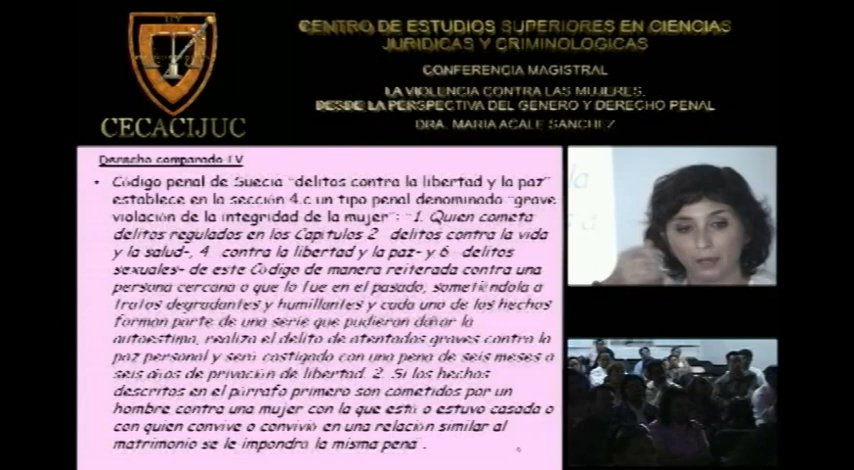 CENTRO DE ESTUDIOS SUPERIORES EN CIENCIAS
JURIDICAS Y CRIMINOLOGICAS
CONFERENCIA MAGISTRAL
LA VIOLENCIA CONTRA LAS MUJERES.
DESDE LA PERSPECTIVA DEL GENERO Y DERECHO PENAL
DRA. MARIA ACALE SANCHEZ
CECACIJUC
Derecho comparado IV
• Código penal de Suecia "delitos contra la libertad y la paz"
establece en la sección 4.c un tipo penal denominado "grave
violación de la integridad de la mujer": "1. Quien cometa
delitos regulados en los Capítulos 2 delitos contra la vida
y la salud-, 4 contra la libertad y la paz- y 6 delitos
sexuales- de este Código de manera reiterada contra una
persona cercana o que lo fue en el pasado, sometiéndola a
tratos degradantes y humillantes y cada uno de los hechos
forman parte de una serie que pudieran dañar la
autoestima, realiza el delito de atentados graves contra la
paz personal y será castigado con una pena de seis meses a
seis años de privación de libertad. 2. Si los hechos
descritos en el párrafo primero son cometidos por un
hombre contra una mujer con la que está o estuvo casada o
con quien convive o convivió en una relación similar al
matrimonio se le impondrá la misma pena".